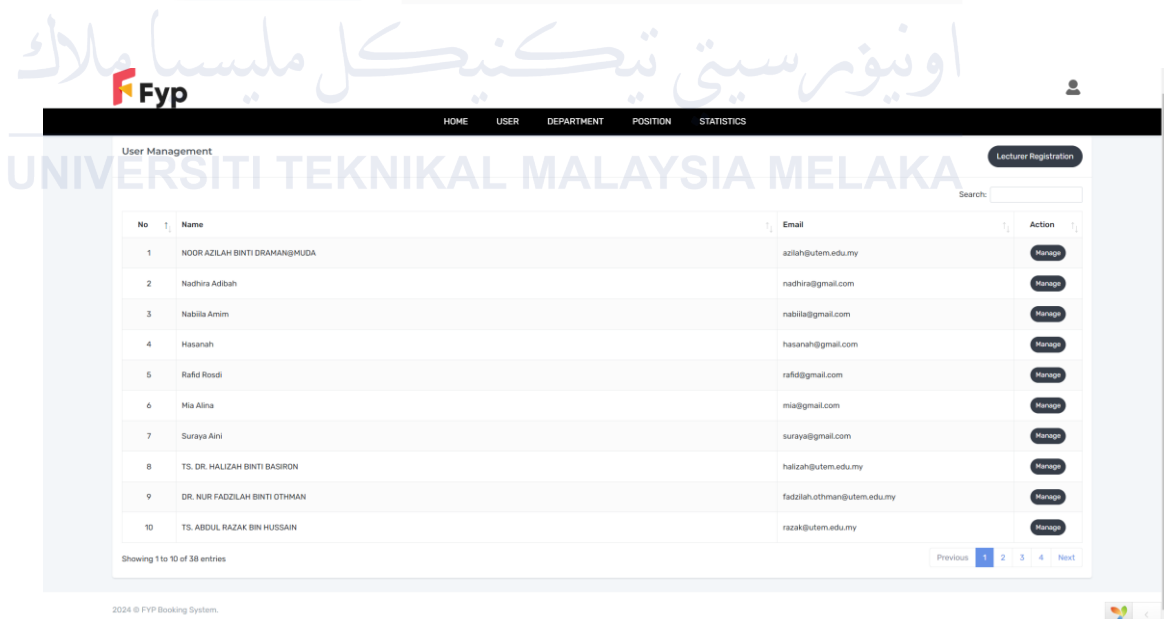 اونيۏرسيتي تيكنيكل مليسيا ملاك
Fyp
HOME USER DEPARTMENT POSITION STATISTICS
User Management
Lecturer Registration
UNIVERSITI TEKNIKAL MALAYSIA MELAKA
Search:
No Name Email Action
1 NOOR AZILAH BINTI DRAMAN@MUDA azilah@utem.edu.my Manage
2 Nadhira Adibah nadhira@gmail.com Manage
3 Nabiila Amim nabiila@gmail.com Manage
4 Hasanah hasanah@gmail.com Manage
5 Rafid Rosdi rafid@gmail.com Manage
6 Mia Alina mia@gmail.com Manage
7 Suraya Aini suraya@gmail.com Manage
8 TS. DR. HALIZAH BINTI BASIRON halizah@utem.edu.my Manage
9 DR. NUR FADZILAH BINTI OTHMAN fadzilah.othman@utem.edu.my Manage
10 TS. ABDUL RAZAK BIN HUSSAIN razak@utem.edu.my Manage
Showing 1 to 10 of 38 entries
Previous 1 2 3 4 Next
2024 © FYP Booking System.